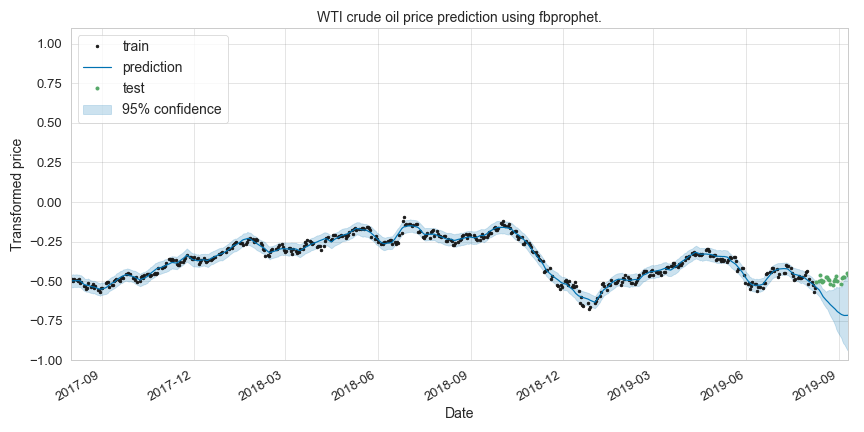 WTI crude oil price prediction using fbprophet.
train
prediction
test
95% confidence
1.00
0.75
0.50
0.25
0.00
−0.25
−0.50
−0.75
−1.00
Transformed price
2017-09
2017-12
2018-03
2018-06
2018-09
2018-12
2019-03
2019-06
2019-09
Date